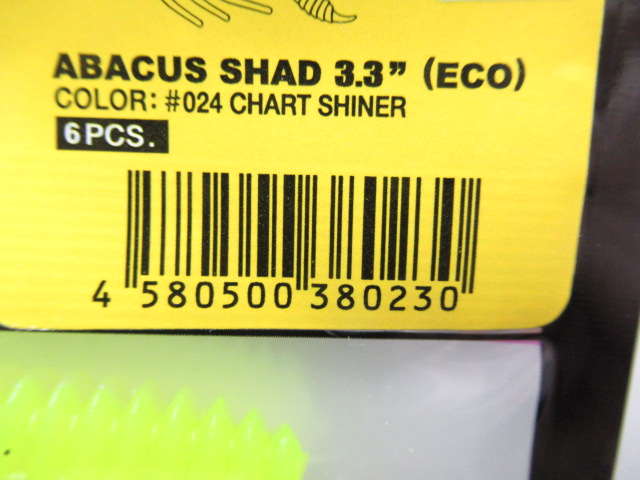 ABACUS SHAD 3.3” (ECO)
COLOR: #024 CHART SHINER
6PCS.
4 580500 380230